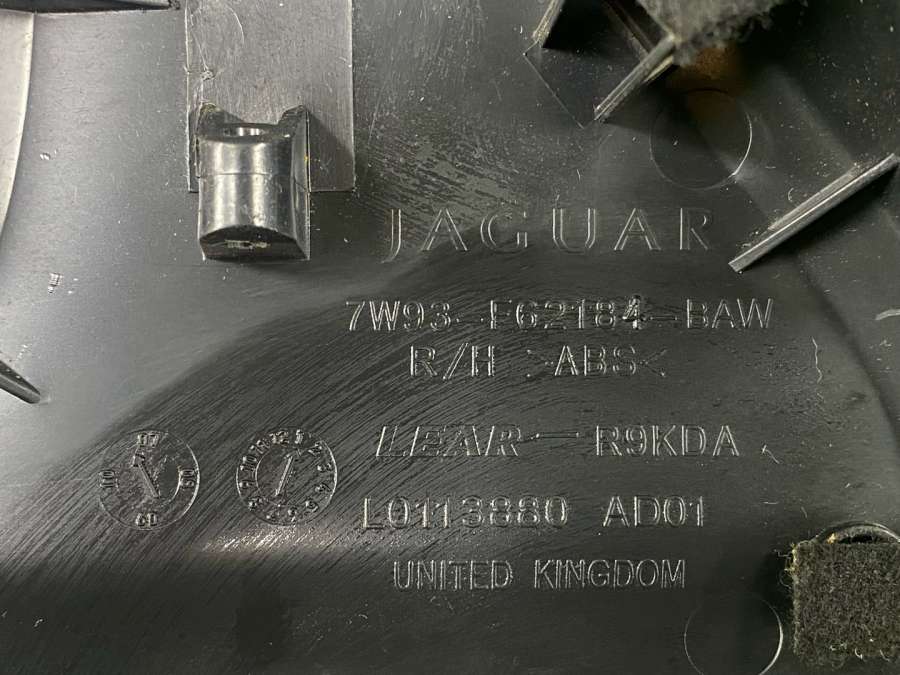 JAGUAR
7W93-F62184-BAW
R/H >ABS<
LEAR - R9KDA
L0113880 AD01
UNITED KINGDOM